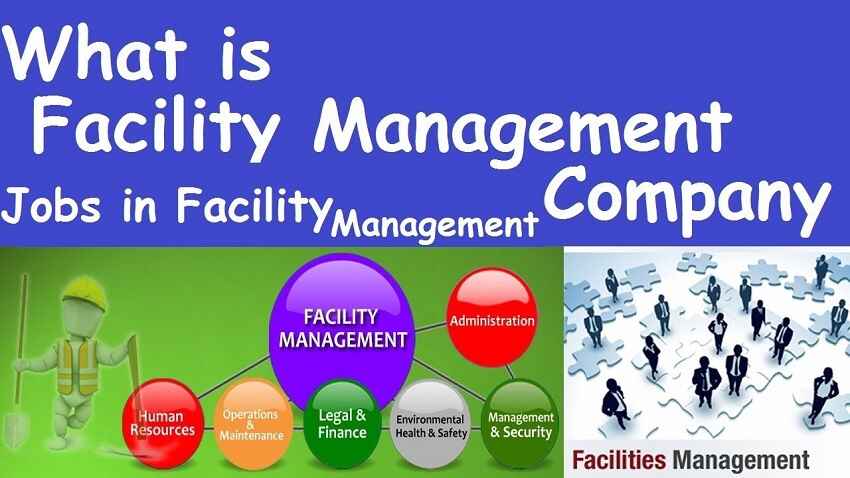 What is
Facility Management
Company
Jobs in Facility Management
FACILITY
MANAGEMENT
Administration
Human
Resources
Operations &
Maintenance
Legal &
Finance
Environmental
Health & Safety
Management
& Security
Facilities Management